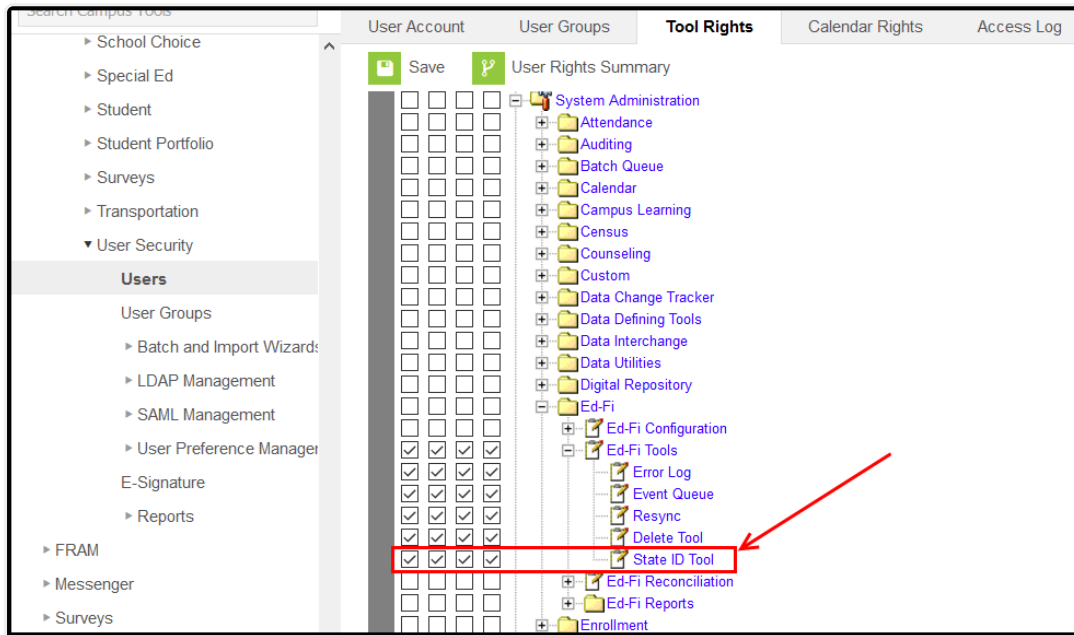 Search Campus Tools
School Choice
Special Ed
Student
Student Portfolio
Surveys
Transportation
User Security
Users
User Groups
Batch and Import Wizards
LDAP Management
SAML Management
User Preference Manager
E-Signature
Reports
FRAM
Messenger
Surveys
User Account User Groups Tool Rights Calendar Rights Access Log
Save User Rights Summary
System Administration
Attendance
Auditing
Batch Queue
Calendar
Campus Learning
Census
Counseling
Custom
Data Change Tracker
Data Defining Tools
Data Interchange
Data Utilities
Digital Repository
Ed-Fi
Ed-Fi Configuration
Ed-Fi Tools
Error Log
Event Queue
Resync
Delete Tool
State ID Tool
Ed-Fi Reconciliation
Ed-Fi Reports
Enrollment